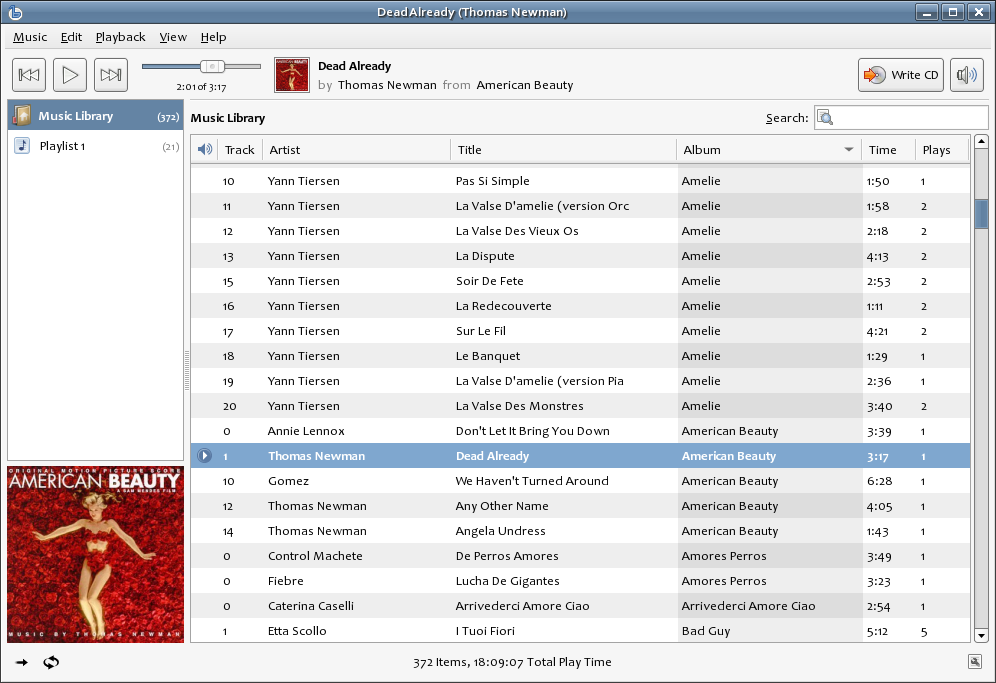 Dead Already (Thomas Newman)
Music Edit Playback View Help
Dead Already
by Thomas Newman from American Beauty
2:01 of 3:17
Write CD
Music Library (372)
Playlist 1 (21)
Music Library
Search:
Track Artist Title Album Time Plays
10 Yann Tiersen Pas Si Simple Amelie 1:50 1
11 Yann Tiersen La Valse D'amelie (version Orc Amelie 1:58 2
12 Yann Tiersen La Valse Des Vieux Os Amelie 2:18 2
13 Yann Tiersen La Dispute Amelie 4:13 2
15 Yann Tiersen Soir De Fete Amelie 2:53 2
16 Yann Tiersen La Redecouverte Amelie 1:11 2
17 Yann Tiersen Sur Le Fil Amelie 4:21 2
18 Yann Tiersen Le Banquet Amelie 1:29 1
19 Yann Tiersen La Valse D'amelie (version Pia Amelie 2:36 1
20 Yann Tiersen La Valse Des Monstres Amelie 3:40 2
0 Annie Lennox Don't Let It Bring You Down American Beauty 3:39 1
1 Thomas Newman Dead Already American Beauty 3:17 1
10 Gomez We Haven't Turned Around American Beauty 6:28 1
12 Thomas Newman Any Other Name American Beauty 4:05 1
14 Thomas Newman Angela Undress American Beauty 1:43 1
0 Control Machete De Perros Amores Amores Perros 3:49 1
0 Fiebre Lucha De Gigantes Amores Perros 3:23 1
0 Caterina Caselli Arrivederci Amore Ciao Arrivederci Amore Ciao 2:54 1
1 Etta Scollo I Tuoi Fiori Bad Guy 5:12 5
ORIGINAL MOTION PICTURE SCORE
AMERICAN BEAUTY
A SAM MENDES FILM
MUSIC BY THOMAS NEWMAN
372 Items, 18:09:07 Total Play Time